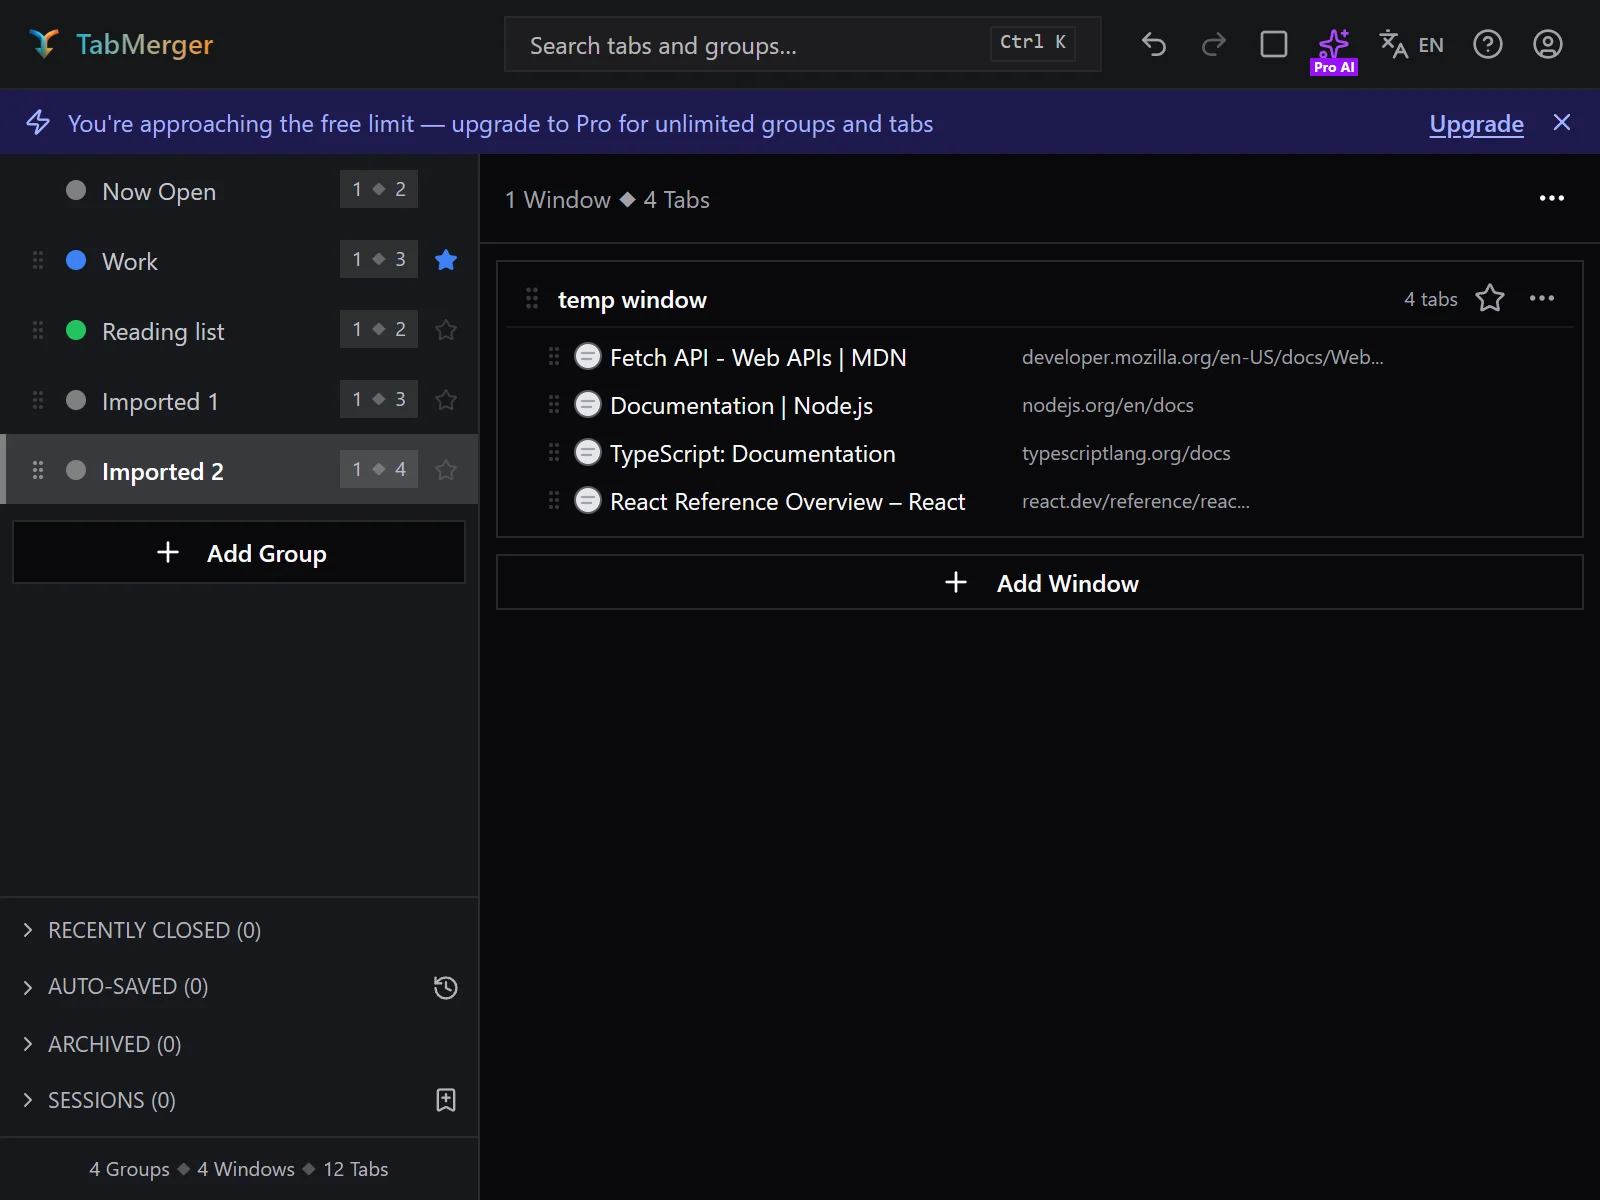 TabMerger
Search tabs and groups... Ctrl K
Pro AI
EN
You're approaching the free limit — upgrade to Pro for unlimited groups and tabs
Upgrade
Now Open 1 ◆ 2
Work 1 ◆ 3
Reading list 1 ◆ 2
Imported 1 1 ◆ 3
Imported 2 1 ◆ 4
Add Group
RECENTLY CLOSED (0)
AUTO-SAVED (0)
ARCHIVED (0)
SESSIONS (0)
4 Groups ◆ 4 Windows ◆ 12 Tabs
1 Window ◆ 4 Tabs
temp window 4 tabs
Fetch API - Web APIs | MDN developer.mozilla.org/en-US/docs/Web...
Documentation | Node.js nodejs.org/en/docs
TypeScript: Documentation typescriptlang.org/docs
React Reference Overview – React react.dev/reference/reac...
Add Window